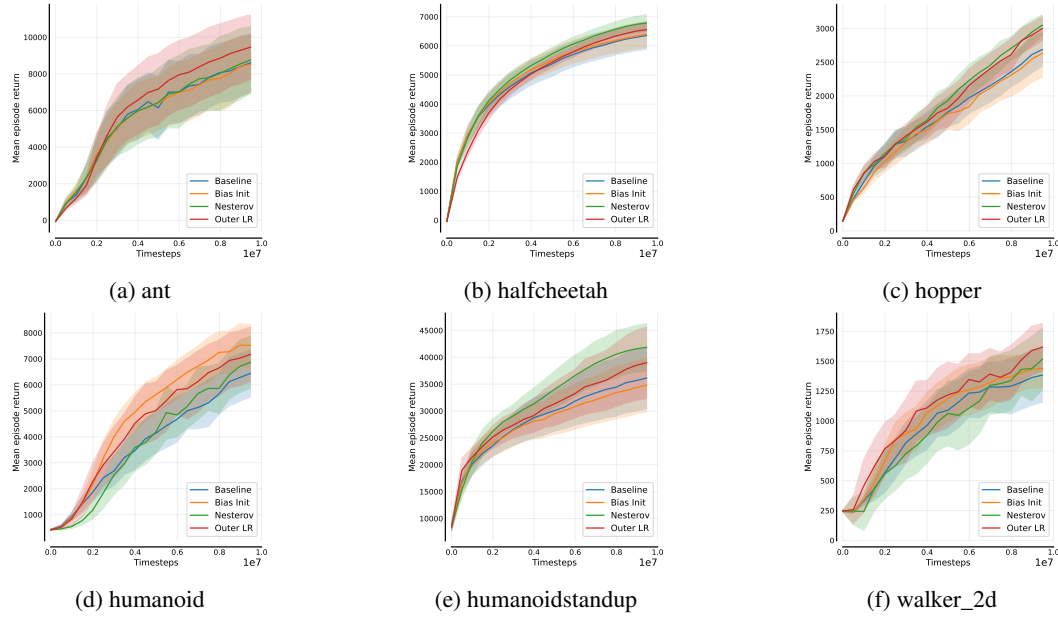 Mean episode return
10000
8000
6000
4000
2000
0
Baseline
Bias Init
Nesterov
Outer LR
0.0 0.2 0.4 0.6 0.8 1.0
Timesteps 1e7
(a) ant
Mean episode return
7000
6000
5000
4000
3000
2000
1000
0
Baseline
Bias Init
Nesterov
Outer LR
0.0 0.2 0.4 0.6 0.8 1.0
Timesteps 1e7
(b) halfcheetah
Mean episode return
3000
2500
2000
1500
1000
500
0
Baseline
Bias Init
Nesterov
Outer LR
0.0 0.2 0.4 0.6 0.8 1.0
Timesteps 1e7
(c) hopper
Mean episode return
8000
7000
6000
5000
4000
3000
2000
1000
Baseline
Bias Init
Nesterov
Outer LR
0.0 0.2 0.4 0.6 0.8 1.0
Timesteps 1e7
(d) humanoid
Mean episode return
45000
40000
35000
30000
25000
20000
15000
10000
Baseline
Bias Init
Nesterov
Outer LR
0.0 0.2 0.4 0.6 0.8 1.0
Timesteps 1e7
(e) humanoidstandup
Mean episode return
1750
1500
1250
1000
750
500
250
0
Baseline
Bias Init
Nesterov
Outer LR
0.0 0.2 0.4 0.6 0.8 1.0
Timesteps 1e7
(f) walker_2d